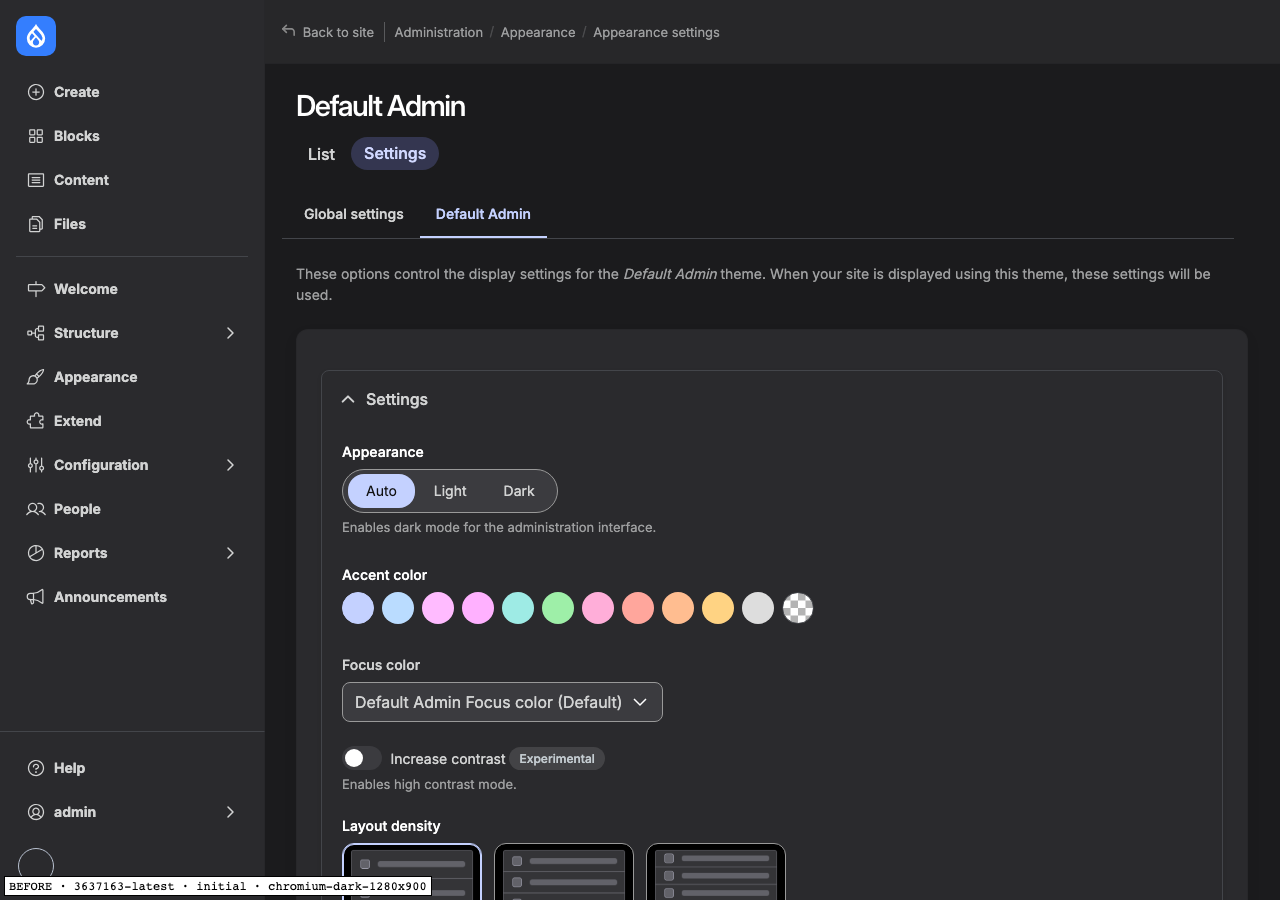 Back to site
Administration / Appearance / Appearance settings
Create
Blocks
Content
Files
Welcome
Structure
Appearance
Extend
Configuration
People
Reports
Announcements
Help
admin
Default Admin
List
Settings
Global settings
Default Admin
These options control the display settings for the Default Admin theme. When your site is displayed using this theme, these settings will be
used.
Settings
Appearance
Auto
Light
Dark
Enables dark mode for the administration interface.
Accent color
Focus color
Default Admin Focus color (Default)
Increase contrast
Experimental
Enables high contrast mode.
Layout density
BEFORE · 3637163-latest · initial · chromium-dark-1280x900